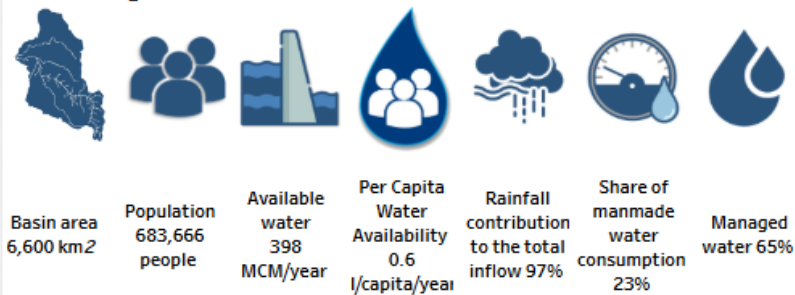 Basin area
6,600 km2
Population
683,666
people
Available
water
398
MCM/year
Per Capita
Water
Availability
0.6
l/capita/year
Rainfall
contribution
to the total
inflow 97%
Share of
manmade
water
consumption
23%
Managed
water 65%